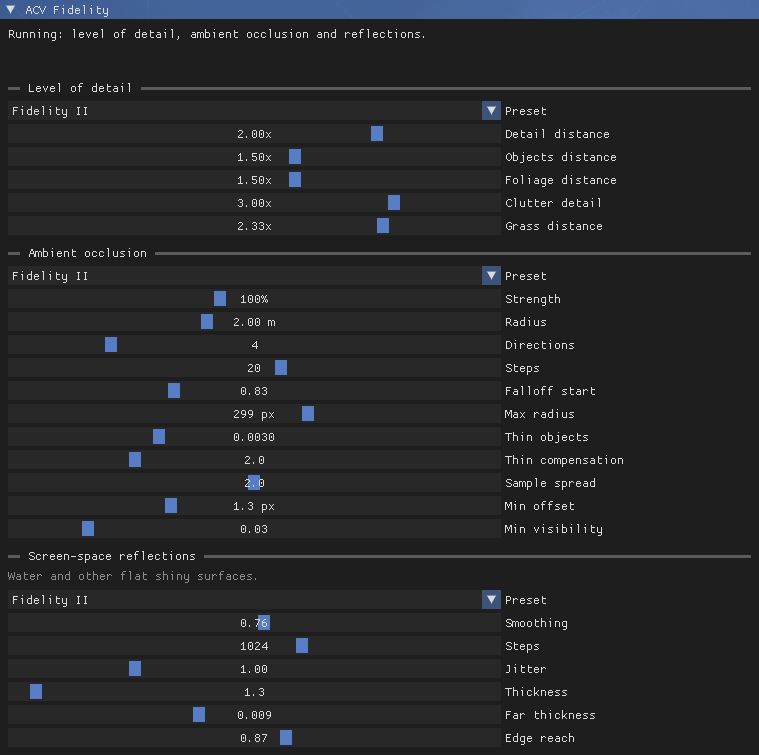 ACV Fidelity
Running: level of detail, ambient occlusion and reflections.
Level of detail
Fidelity II Preset
2.00x Detail distance
1.50x Objects distance
1.50x Foliage distance
3.00x Clutter detail
2.33x Grass distance
Ambient occlusion
Fidelity II Preset
100% Strength
2.00 m Radius
4 Directions
20 Steps
0.83 Falloff start
299 px Max radius
0.0030 Thin objects
2.0 Thin compensation
2.0 Sample spread
1.3 px Min offset
0.03 Min visibility
Screen-space reflections
Water and other flat shiny surfaces.
Fidelity II Preset
0.76 Smoothing
1024 Steps
1.00 Jitter
1.3 Thickness
0.009 Far thickness
0.87 Edge reach